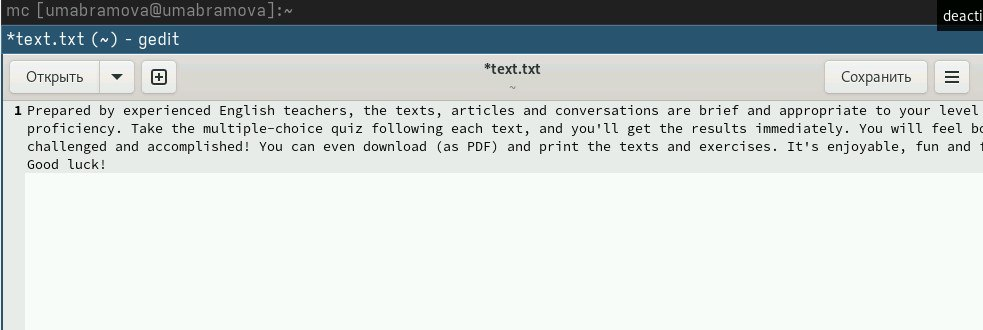 mc [umabramova@umabramova]:~
deacti
*text.txt (~) - gedit
Открыть
*text.txt
~
Сохранить
1 Prepared by experienced English teachers, the texts, articles and conversations are brief and appropriate to your level
proficiency. Take the multiple-choice quiz following each text, and you'll get the results immediately. You will feel bo
challenged and accomplished! You can even download (as PDF) and print the texts and exercises. It's enjoyable, fun and f
Good luck!